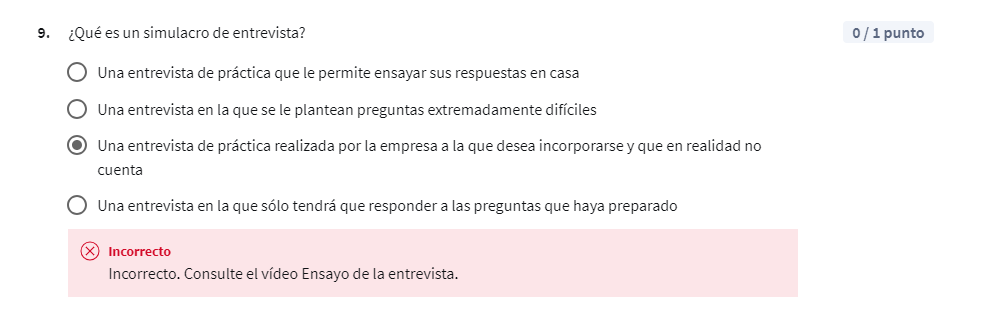 9. ¿Qué es un simulacro de entrevista?
0 / 1 punto
Una entrevista de práctica que le permite ensayar sus respuestas en casa
Una entrevista en la que se le plantean preguntas extremadamente difíciles
Una entrevista de práctica realizada por la empresa a la que desea incorporarse y que en realidad no
cuenta
Una entrevista en la que sólo tendrá que responder a las preguntas que haya preparado
Incorrecto
Incorrecto. Consulte el vídeo Ensayo de la entrevista.